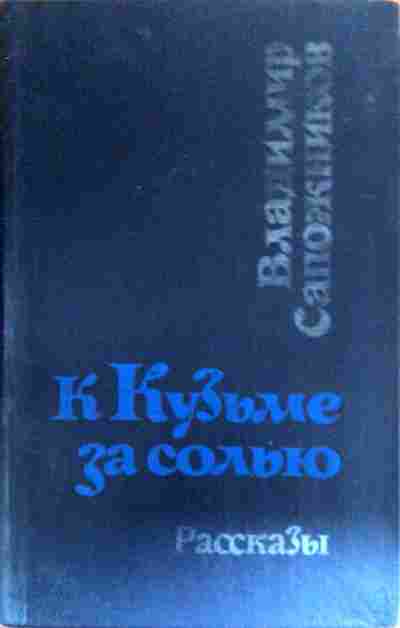 Владимир
Сапожников
К Кузьме
за солью
Рассказы